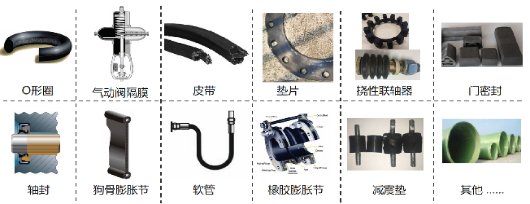 O形圈
气动阀隔膜
皮带
垫片
挠性联轴器
门密封
轴封
狗骨膨胀节
软管
橡胶膨胀节
减震垫
其他 ......